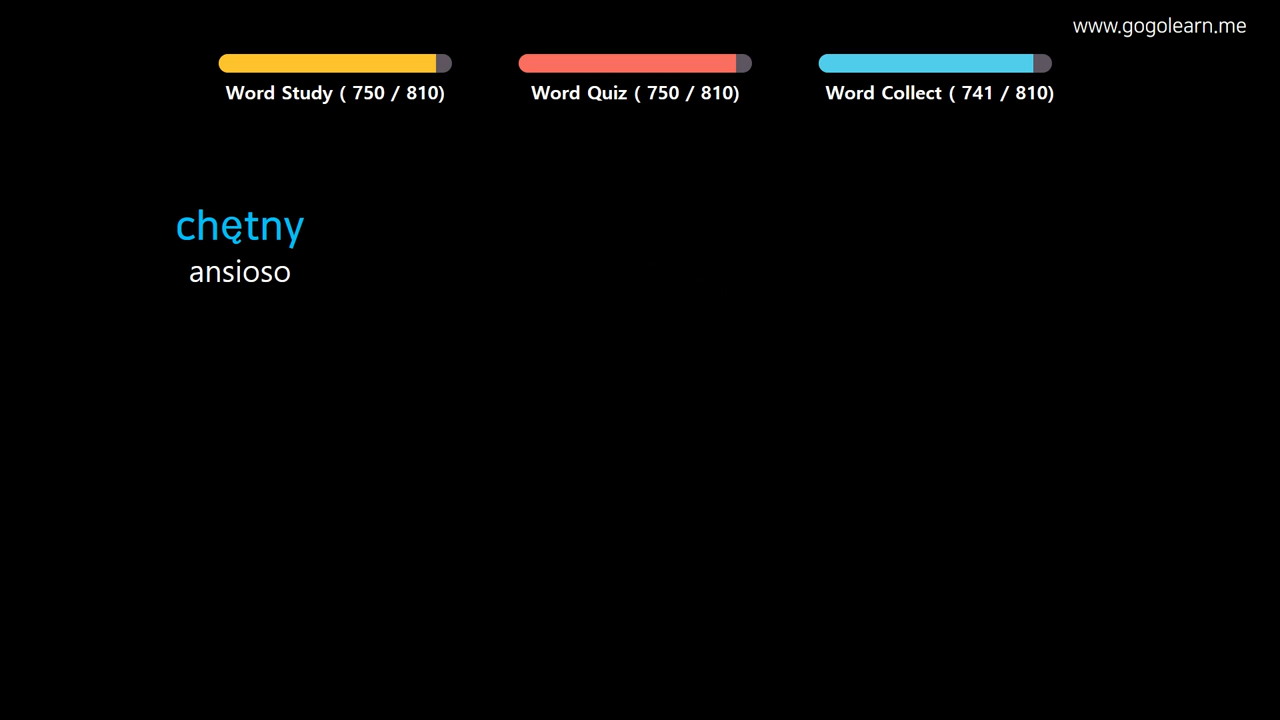 www.gogolearn.me
Word Study ( 750 / 810)
Word Quiz ( 750 / 810)
Word Collect ( 741 / 810)
chętny
ansioso